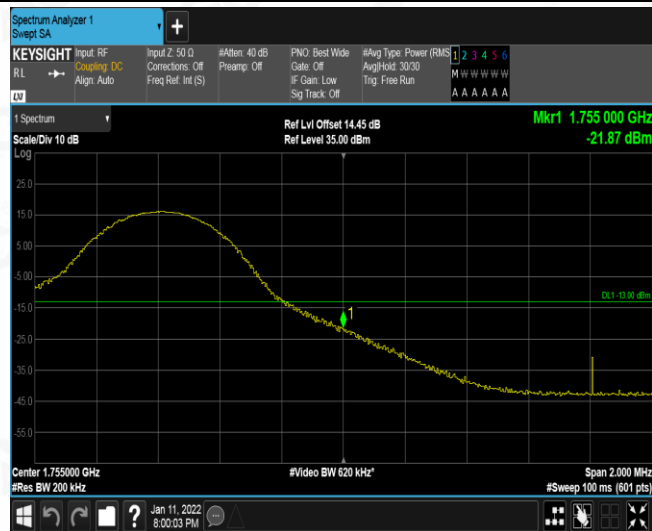 Spectrum Analyzer 1
Swept SA
+
KEYSIGHT
RL
LXI
Input: RF
Coupling: DC
Align: Auto
Input Z: 50 Ω
Corrections: Off
Freq Ref: Int (S)
#Atten: 40 dB
Preamp: Off
PNO: Best Wide
Gate: Off
IF Gain: Low
Sig Track: Off
#Avg Type: Power (RMS
Avg|Hold: 30/30
Trig: Free Run
1 2 3 4 5 6
M W W W W W
A A A A A A
1 Spectrum
Scale/Div 10 dB
Log
Ref Lvl Offset 14.45 dB
Ref Level 35.00 dBm
Mkr1 1.755 000 GHz
-21.87 dBm
25.0
15.0
5.00
-5.00
-15.0
-25.0
-35.0
-45.0
-55.0
DL1 -13.00 dBm
1
Center 1.755000 GHz
#Res BW 200 kHz
#Video BW 620 kHz*
Span 2.000 MHz
#Sweep 100 ms (601 pts)
?
Jan 11, 2022
8:00:03 PM